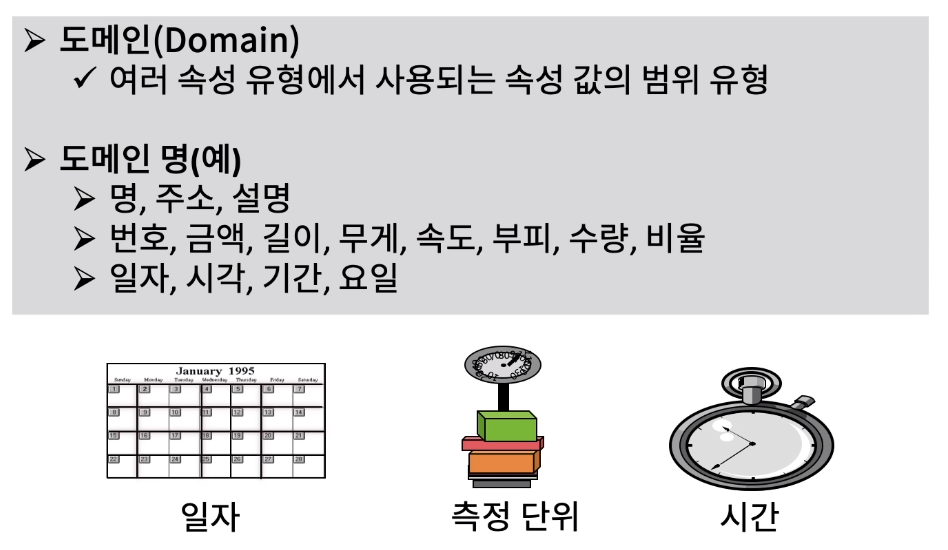 ➢ 도메인(Domain)
✓ 여러 속성 유형에서 사용되는 속성 값의 범위 유형
➢ 도메인 명(예)
➢ 명, 주소, 설명
➢ 번호, 금액, 길이, 무게, 속도, 부피, 수량, 비율
➢ 일자, 시각, 기간, 요일
January 1995
Sunday Monday Tuesday Wednesday Thursday Friday Saturday
1 2 3 4 5 6 7
8 9 10 11 12 13 14
15 16 17 18 19 20 21
22 23 24 25 26 27 28
일자
측정 단위
시간